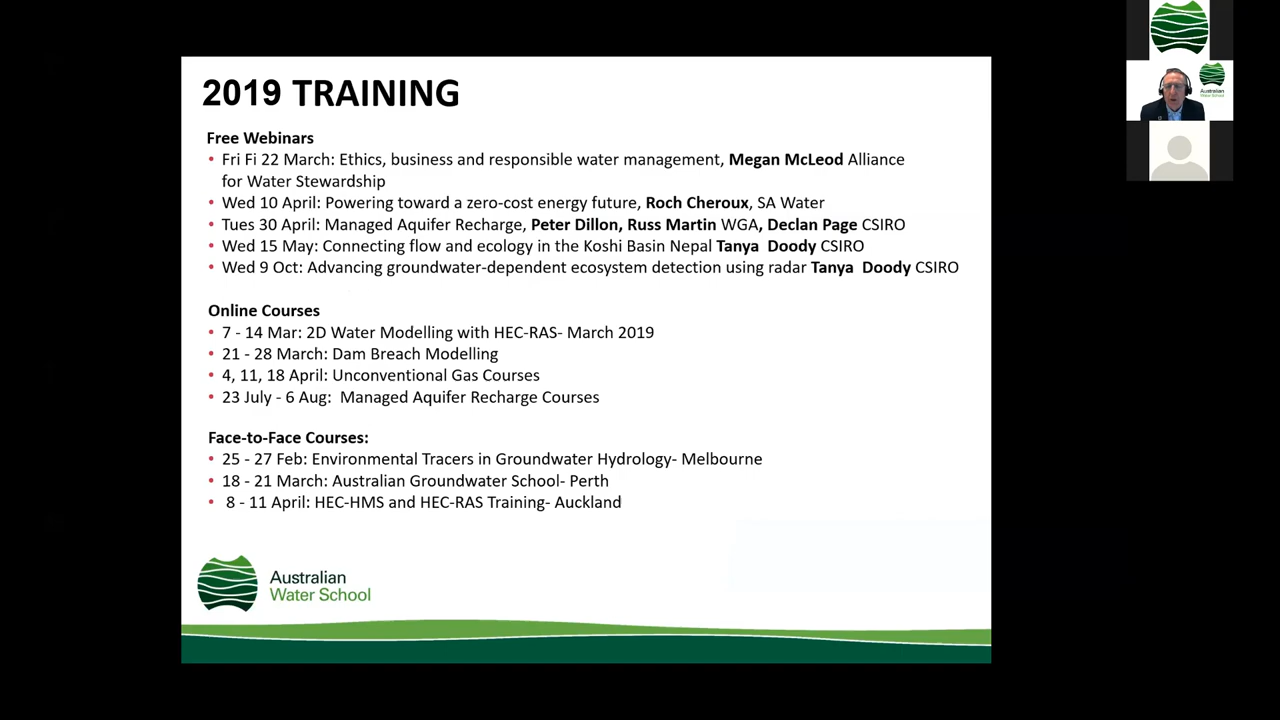 2019 TRAINING
Free Webinars
• Fri Fi 22 March: Ethics, business and responsible water management, Megan McLeod Alliance
for Water Stewardship
• Wed 10 April: Powering toward a zero-cost energy future, Roch Cheroux, SA Water
• Tues 30 April: Managed Aquifer Recharge, Peter Dillon, Russ Martin WGA, Declan Page CSIRO
• Wed 15 May: Connecting flow and ecology in the Koshi Basin Nepal Tanya Doody CSIRO
• Wed 9 Oct: Advancing groundwater-dependent ecosystem detection using radar Tanya Doody CSIRO
Online Courses
• 7 - 14 Mar: 2D Water Modelling with HEC-RAS- March 2019
• 21 - 28 March: Dam Breach Modelling
• 4, 11, 18 April: Unconventional Gas Courses
• 23 July - 6 Aug: Managed Aquifer Recharge Courses
Face-to-Face Courses:
• 25 - 27 Feb: Environmental Tracers in Groundwater Hydrology- Melbourne
• 18 - 21 March: Australian Groundwater School- Perth
• 8 - 11 April: HEC-HMS and HEC-RAS Training- Auckland
Australian
Water School
Australian
Water School